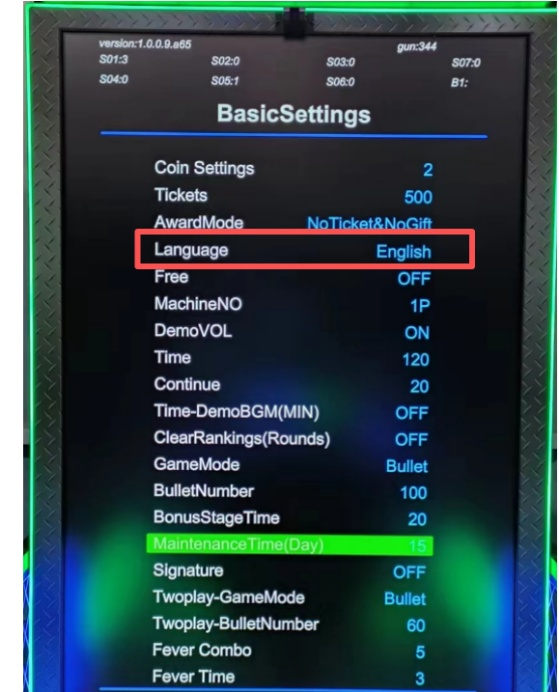 version:1.0.0.9.a65 gun:344
S01:3 S02:0 S03:0 S07:0
S04:0 S05:1 S06:0 B1:
BasicSettings
Coin Settings 2
Tickets 500
AwardMode NoTicket&NoGift
Language English
Free OFF
MachineNO 1P
DemoVOL ON
Time 120
Continue 20
Time-DemoBGM(MIN) OFF
ClearRankings(Rounds) OFF
GameMode Bullet
BulletNumber 100
BonusStageTime 20
MaintenanceTime(Day) 15
Signature OFF
Twoplay-GameMode Bullet
Twoplay-BulletNumber 60
Fever Combo 5
Fever Time 3